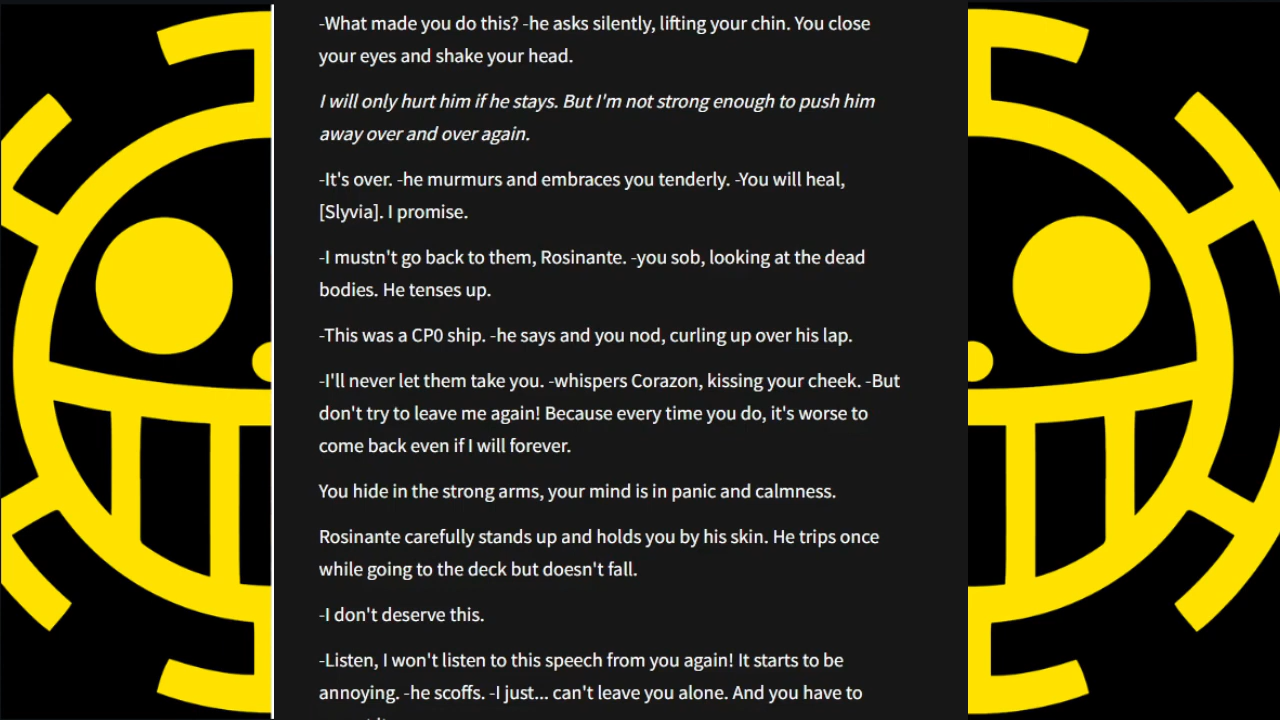 -What made you do this? -he asks silently, lifting your chin. You close
your eyes and shake your head.
I will only hurt him if he stays. But I'm not strong enough to push him
away over and over again.
-It's over. -he murmurs and embraces you tenderly. -You will heal,
[Slyvia]. I promise.
-I mustn't go back to them, Rosinante. -you sob, looking at the dead
bodies. He tenses up.
-This was a CP0 ship. -he says and you nod, curling up over his lap.
-I'll never let them take you. -whispers Corazon, kissing your cheek. -But
don't try to leave me again! Because every time you do, it's worse to
come back even if I will forever.
You hide in the strong arms, your mind is in panic and calmness.
Rosinante carefully stands up and holds you by his skin. He trips once
while going to the deck but doesn't fall.
-I don't deserve this.
-Listen, I won't listen to this speech from you again! It starts to be
annoying. -he scoffs. -I just... can't leave you alone. And you have to